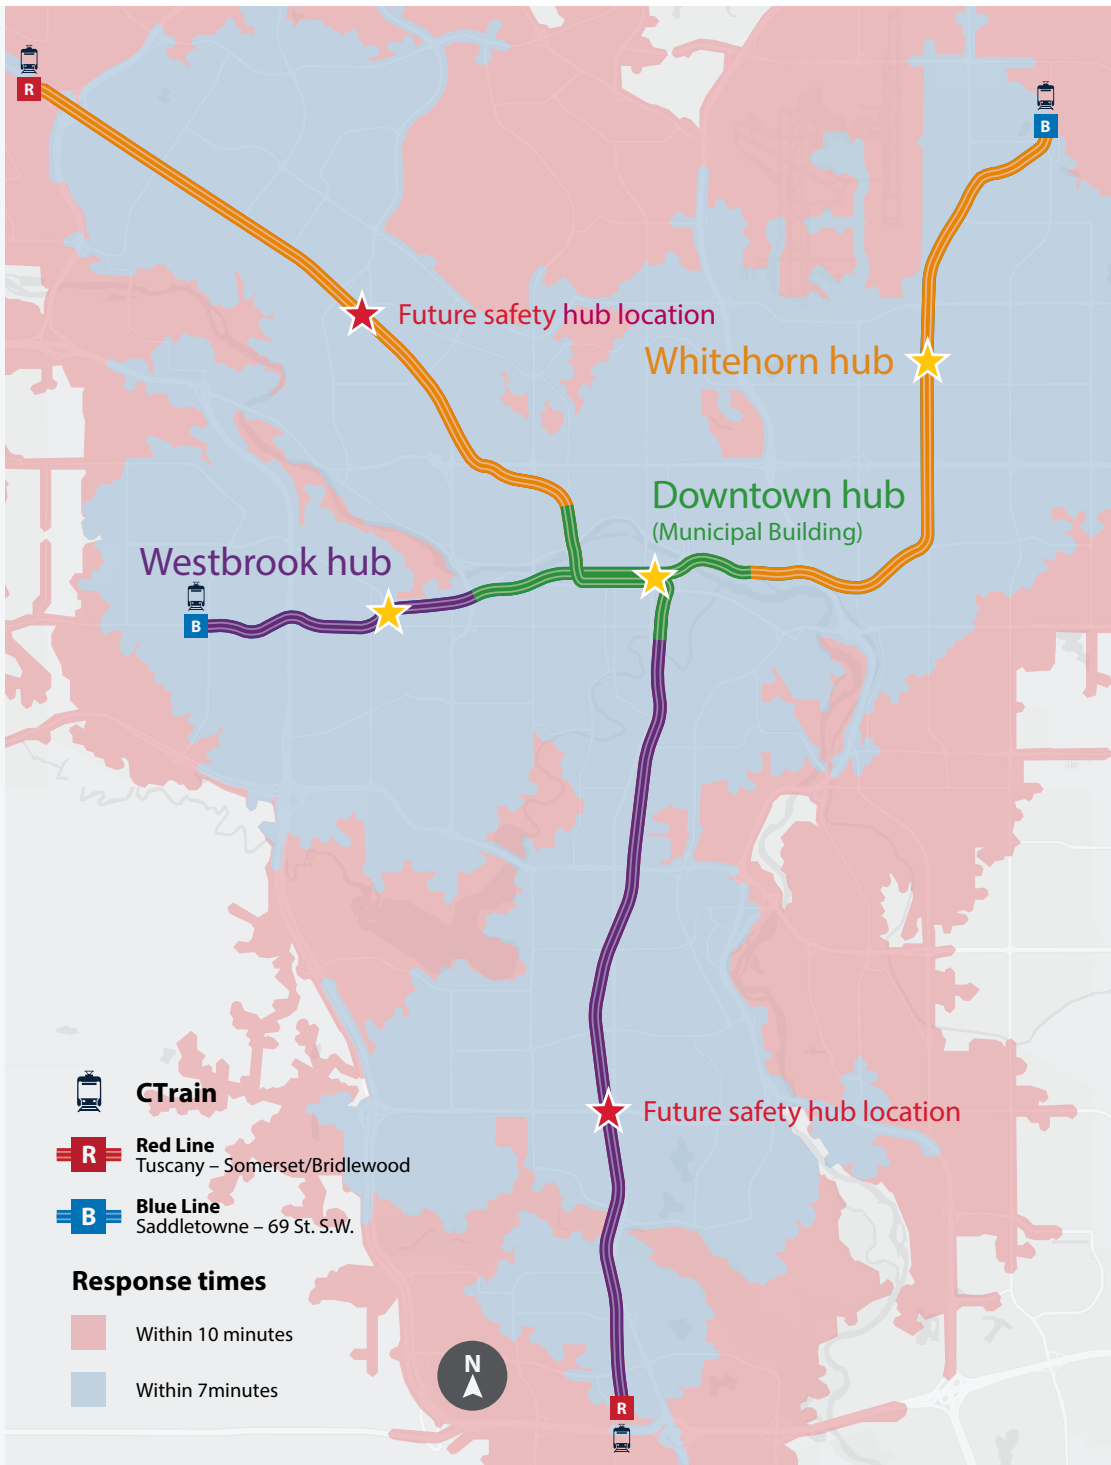 R
B
Future safety hub location
Whitehorn hub
Downtown hub
(Municipal Building)
Westbrook hub
B
Future safety hub location
CTrain
R
Red Line
Tuscany – Somerset/Bridlewood
B
Blue Line
Saddletowne – 69 St. S.W.
Response times
Within 10 minutes
Within 7minutes
N
R